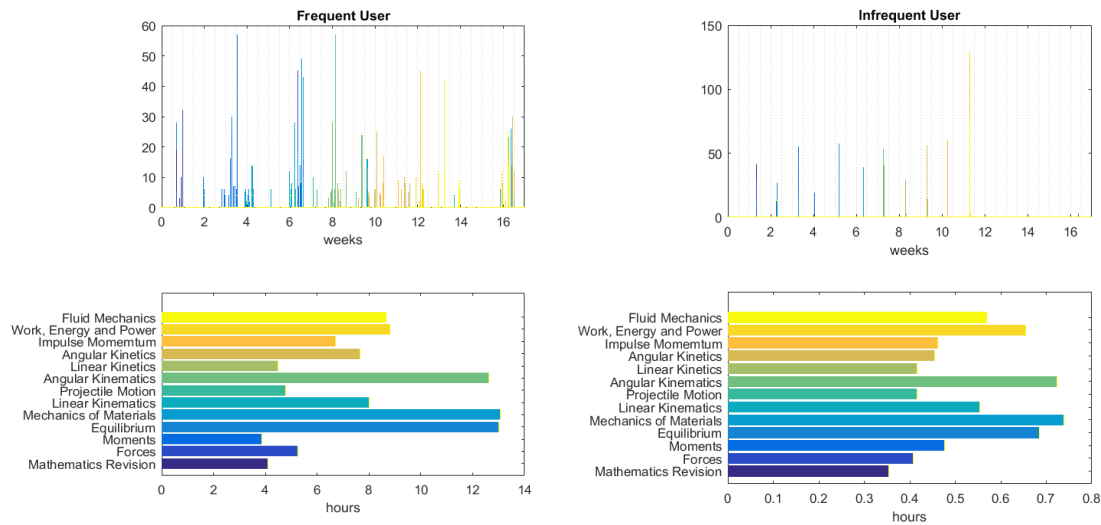 Frequent User
60
50
40
30
20
10
0
0 2 4 6 8 10 12 14 16
weeks
Infrequent User
150
100
50
0
0 2 4 6 8 10 12 14 16
weeks
Fluid Mechanics
Work, Energy and Power
Impulse Momentum
Angular Kinetics
Linear Kinetics
Angular Kinematics
Projectile Motion
Linear Kinematics
Mechanics of Materials
Equilibrium
Moments
Forces
Mathematics Revision
0 2 4 6 8 10 12 14
hours
Fluid Mechanics
Work, Energy and Power
Impulse Momentum
Angular Kinetics
Linear Kinetics
Angular Kinematics
Projectile Motion
Linear Kinematics
Mechanics of Materials
Equilibrium
Moments
Forces
Mathematics Revision
0 0.1 0.2 0.3 0.4 0.5 0.6 0.7 0.8
hours